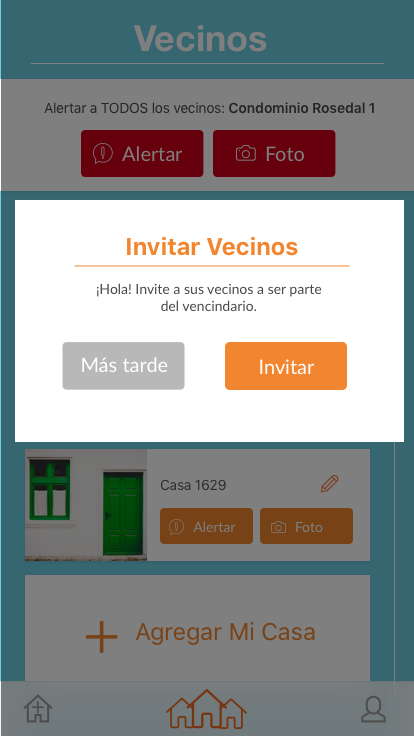 Vecinos
Alertar a TODOS los vecinos: Condominio Rosedal 1
Alertar Foto
Invitar Vecinos
¡Hola! Invite a sus vecinos a ser parte
del vencindario.
Más tarde Invitar
Casa 1629
Alertar Foto
Agregar Mi Casa